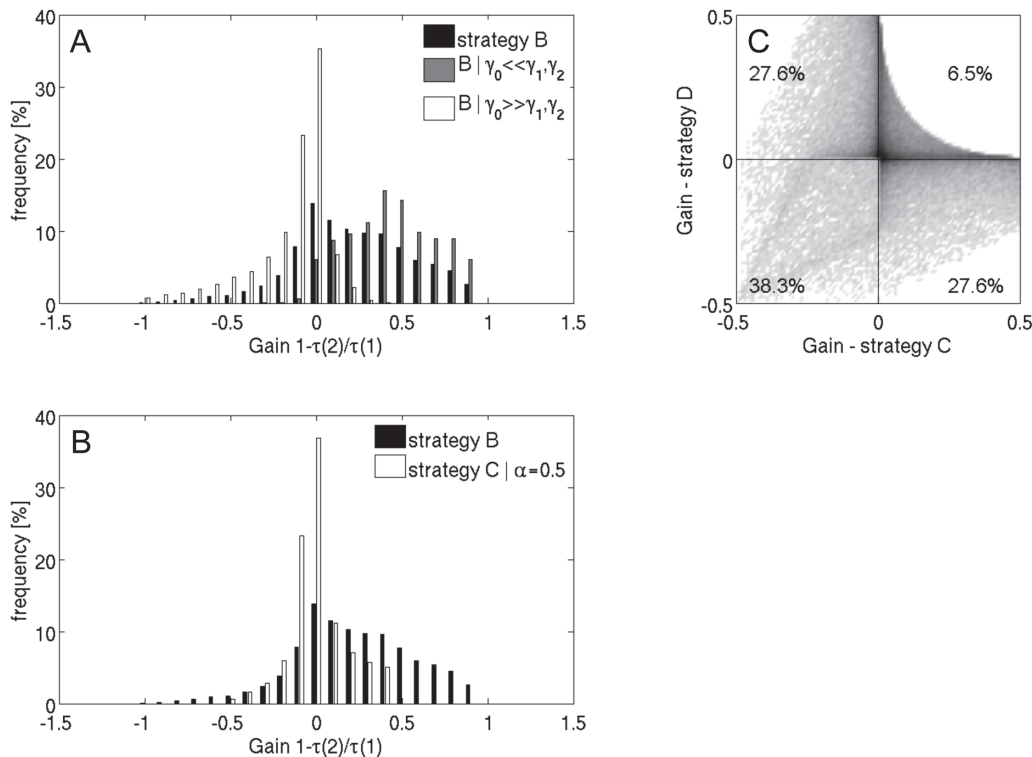 A
strategy B
B | γ0<<γ1,γ2
B | γ0>>γ1,γ2
frequency [%]
40
30
20
10
0
-1.5 -1 -0.5 0 0.5 1 1.5
Gain 1-τ(2)/τ(1)
C
27.6% 6.5%
38.3% 27.6%
Gain - strategy D
0.5
0
-0.5
-0.5 0 0.5
Gain - strategy C
B
strategy B
strategy C | α=0.5
frequency [%]
40
30
20
10
0
-1.5 -1 -0.5 0 0.5 1 1.5
Gain 1-τ(2)/τ(1)